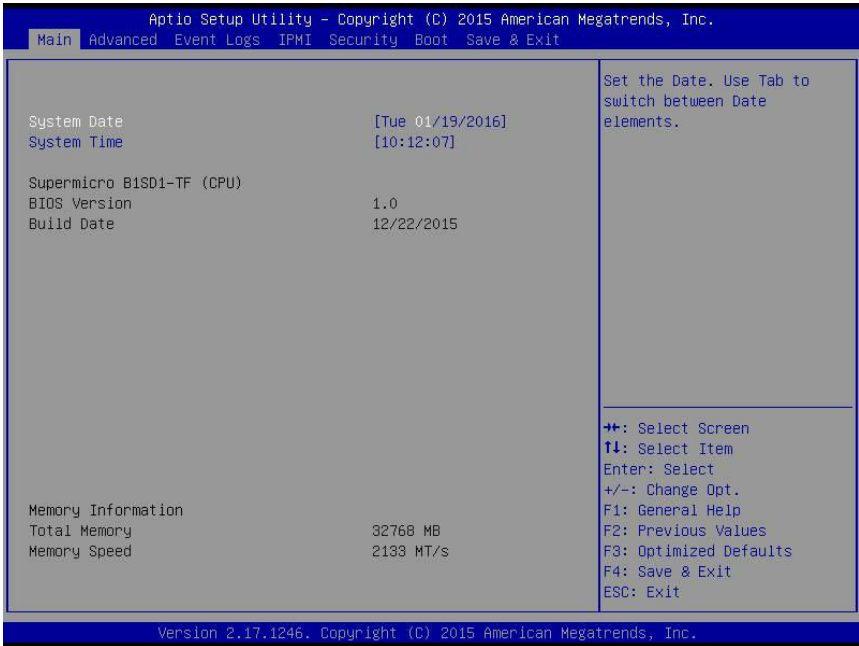 Aptio Setup Utility – Copyright (C) 2015 American Megatrends, Inc.
Main Advanced Event Logs IPMI Security Boot Save & Exit
System Date [Tue 01/19/2016]
System Time [10:12:07]
Supermicro B1SD1-TF (CPU)
BIOS Version 1.0
Build Date 12/22/2015
Memory Information
Total Memory 32768 MB
Memory Speed 2133 MT/s
Set the Date. Use Tab to
switch between Date
elements.
→←: Select Screen
↑↓: Select Item
Enter: Select
+/-: Change Opt.
F1: General Help
F2: Previous Values
F3: Optimized Defaults
F4: Save & Exit
ESC: Exit
Version 2.17.1246. Copyright (C) 2015 American Megatrends, Inc.